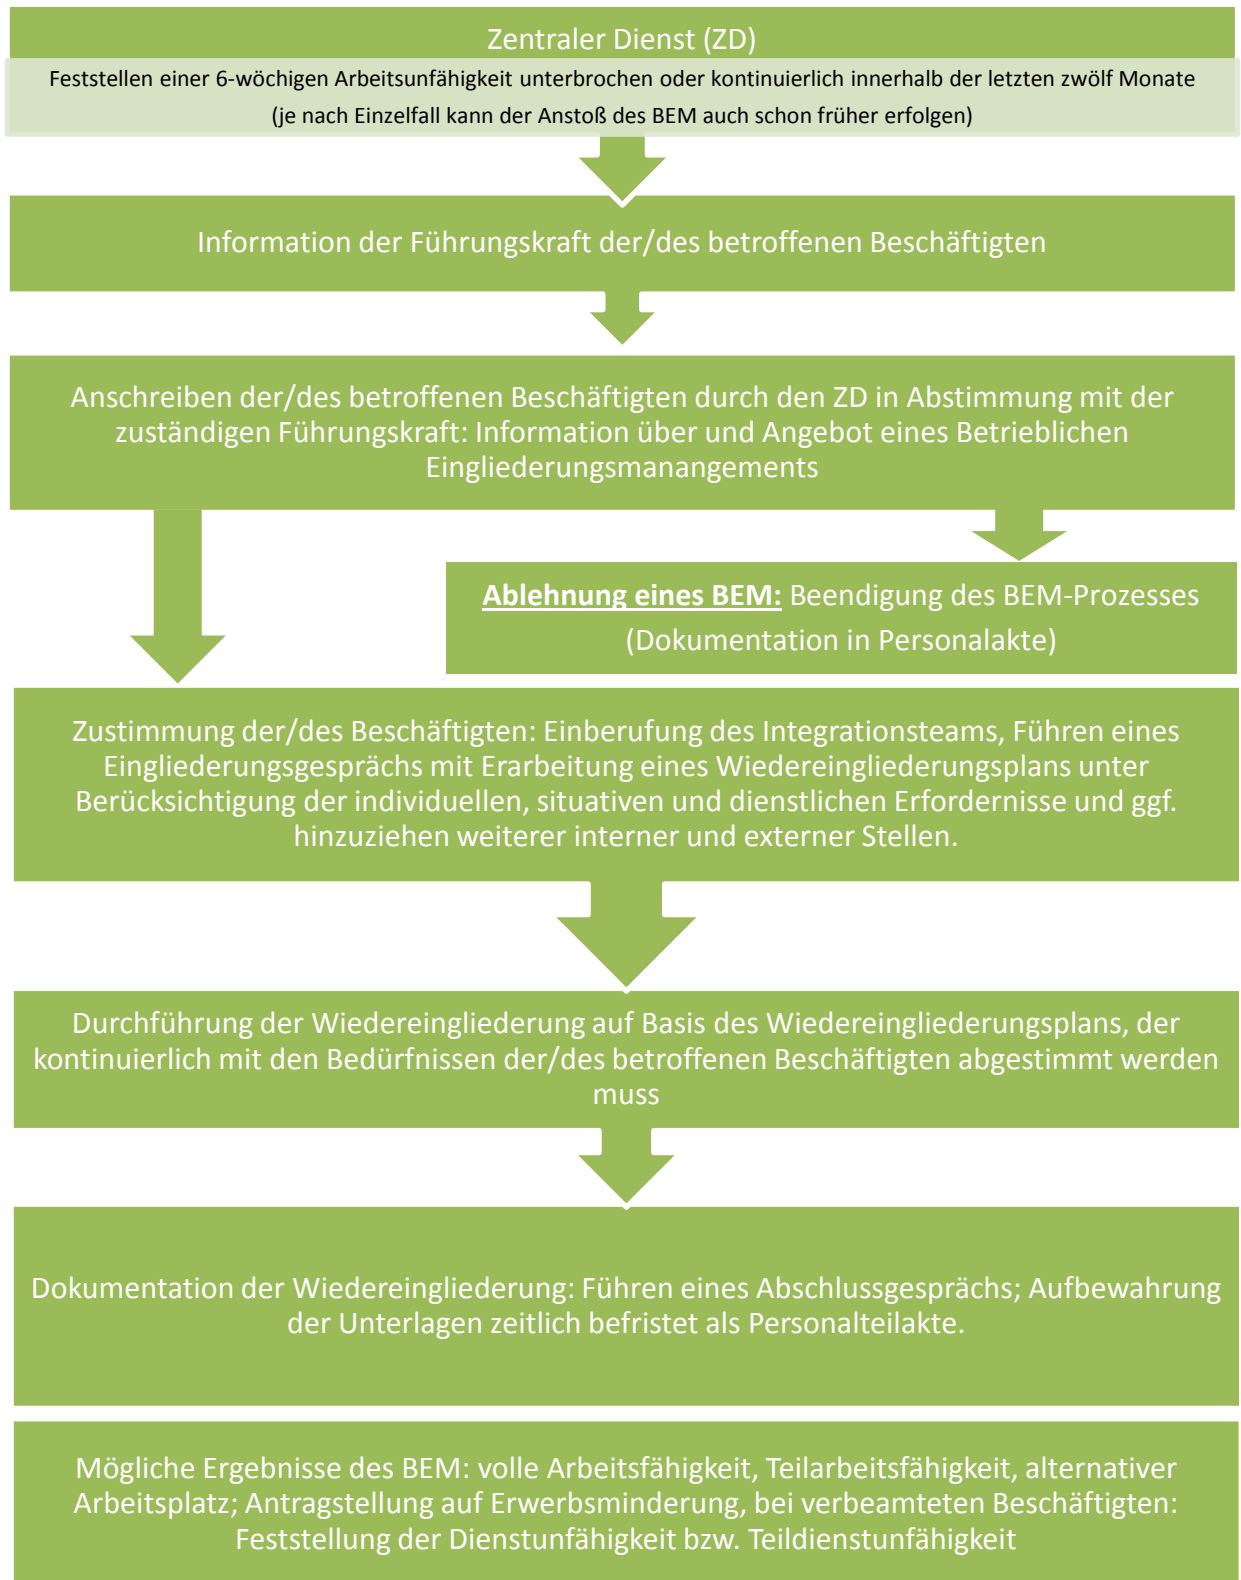 Zentraler Dienst (ZD)
Feststellen einer 6-wöchigen Arbeitsunfähigkeit unterbrochen oder kontinuierlich innerhalb der letzten zwölf Monate
(je nach Einzelfall kann der Anstoß des BEM auch schon früher erfolgen)
Information der Führungskraft der/des betroffenen Beschäftigten
Anschreiben der/des betroffenen Beschäftigten durch den ZD in Abstimmung mit der
zuständigen Führungskraft: Information über und Angebot eines Betrieblichen
Eingliederungsmanangements
Ablehnung eines BEM: Beendigung des BEM-Prozesses
(Dokumentation in Personalakte)
Zustimmung der/des Beschäftigten: Einberufung des Integrationsteams, Führen eines
Eingliederungsgesprächs mit Erarbeitung eines Wiedereingliederungsplans unter
Berücksichtigung der individuellen, situativen und dienstlichen Erfordernisse und ggf.
hinzuziehen weiterer interner und externer Stellen.
Durchführung der Wiedereingliederung auf Basis des Wiedereingliederungsplans, der
kontinuierlich mit den Bedürfnissen der/des betroffenen Beschäftigten abgestimmt werden
muss
Dokumentation der Wiedereingliederung: Führen eines Abschlussgesprächs; Aufbewahrung
der Unterlagen zeitlich befristet als Personalteilakte.
Mögliche Ergebnisse des BEM: volle Arbeitsfähigkeit, Teilarbeitsfähigkeit, alternativer
Arbeitsplatz; Antragstellung auf Erwerbsminderung, bei verbeamteten Beschäftigten:
Feststellung der Dienstunfähigkeit bzw. Teildienstunfähigkeit